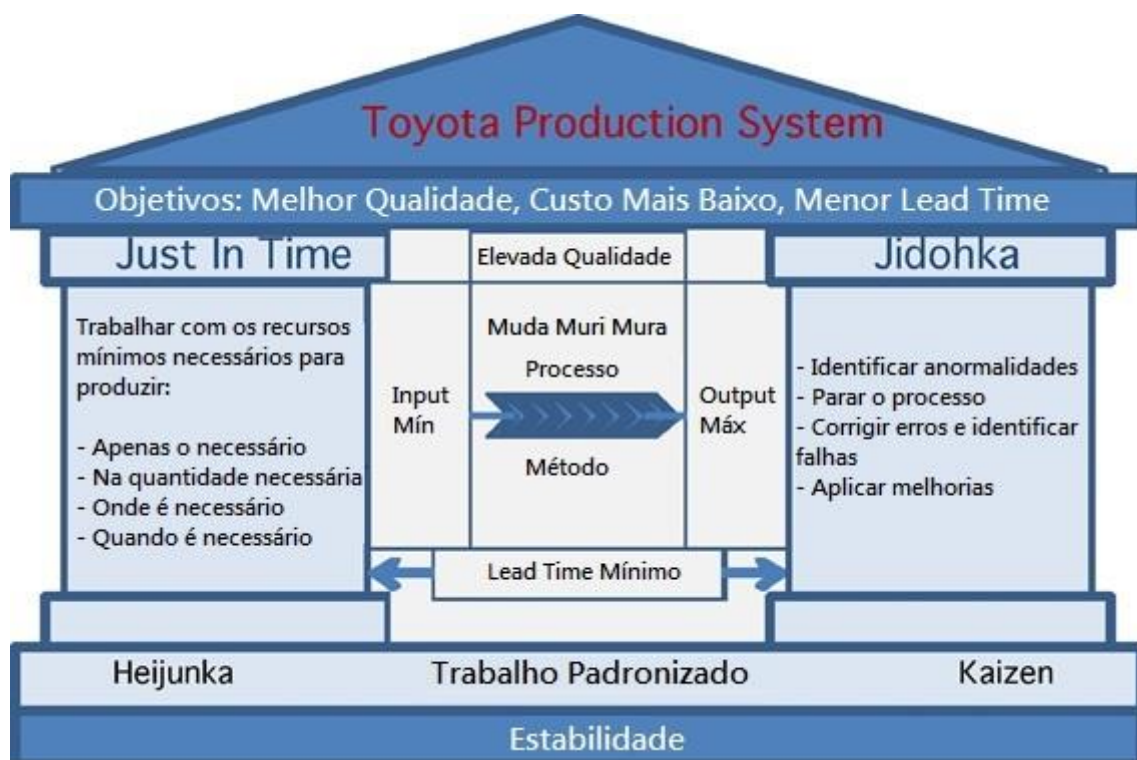 Toyota Production System
Objetivos: Melhor Qualidade, Custo Mais Baixo, Menor Lead Time
Just In Time
Trabalhar com os recursos
mínimos necessários para
produzir:
- Apenas o necessário
- Na quantidade necessária
- Onde é necessário
- Quando é necessário
Elevada Qualidade
Muda Muri Mura
Processo
Input
Mín
Output
Máx
Método
Lead Time Mínimo
Jidohka
- Identificar anormalidades
- Parar o processo
- Corrigir erros e identificar
falhas
- Aplicar melhorias
Heijunka
Trabalho Padronizado
Kaizen
Estabilidade